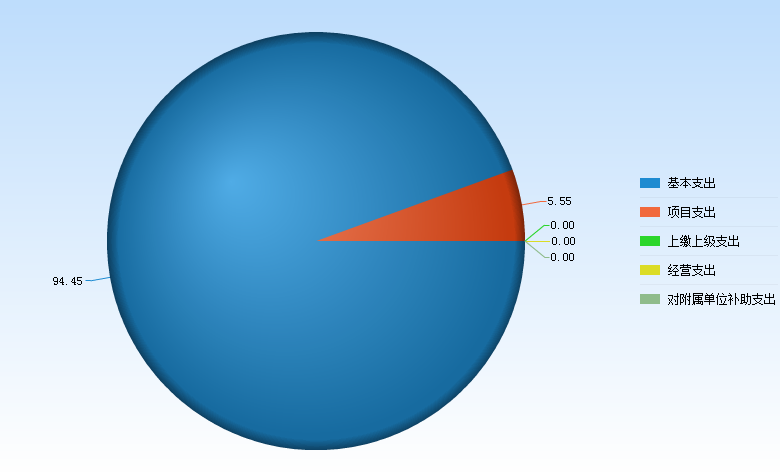 5.55
0.00
0.00
0.00
94.45
基本支出
项目支出
上缴上级支出
经营支出
对附属单位补助支出